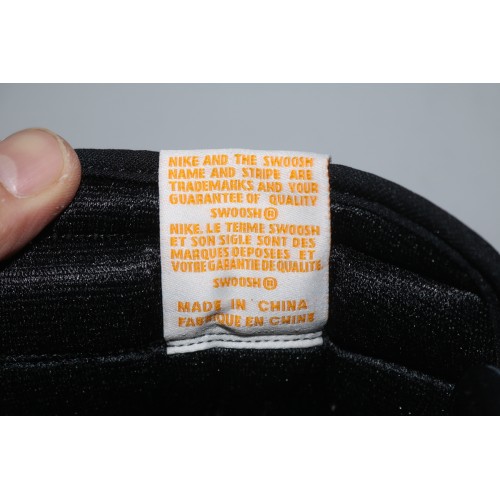 NIKE AND THE SWOOSH
NAME AND STRIPE ARE
TRADEMARKS AND YOUR
GUARANTEE OF QUALITY
SWOOSH®
NIKE. LE TERME SWOOSH
ET SON SIGLE SONT DES
MARQUES DEPOSEES ET
VOTRE GARANTIE DE QUALITE.
SWOOSH®
MADE IN CHINA
FABRIQUE EN CHINE